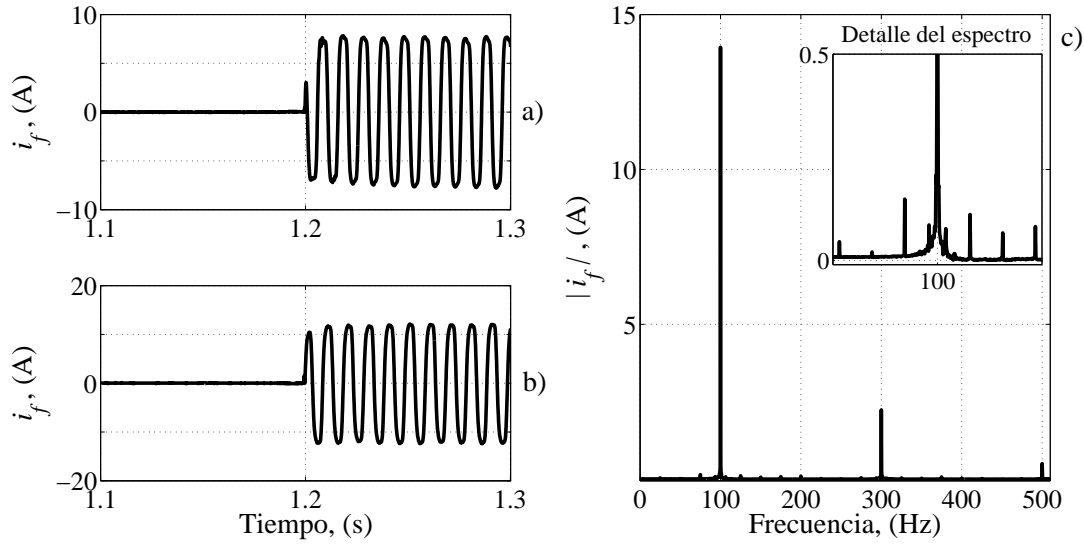 10
0
−10
i_f, (A)
1.1
1.2
1.3
a)
20
10
0
−10
−20
i_f, (A)
1.1
1.2
1.3
Tiempo, (s)
b)
15
10
5
| i_f /, (A)
0
100
200
300
400
500
Frecuencia, (Hz)
c)
Detalle del espectro
0.5
0
100